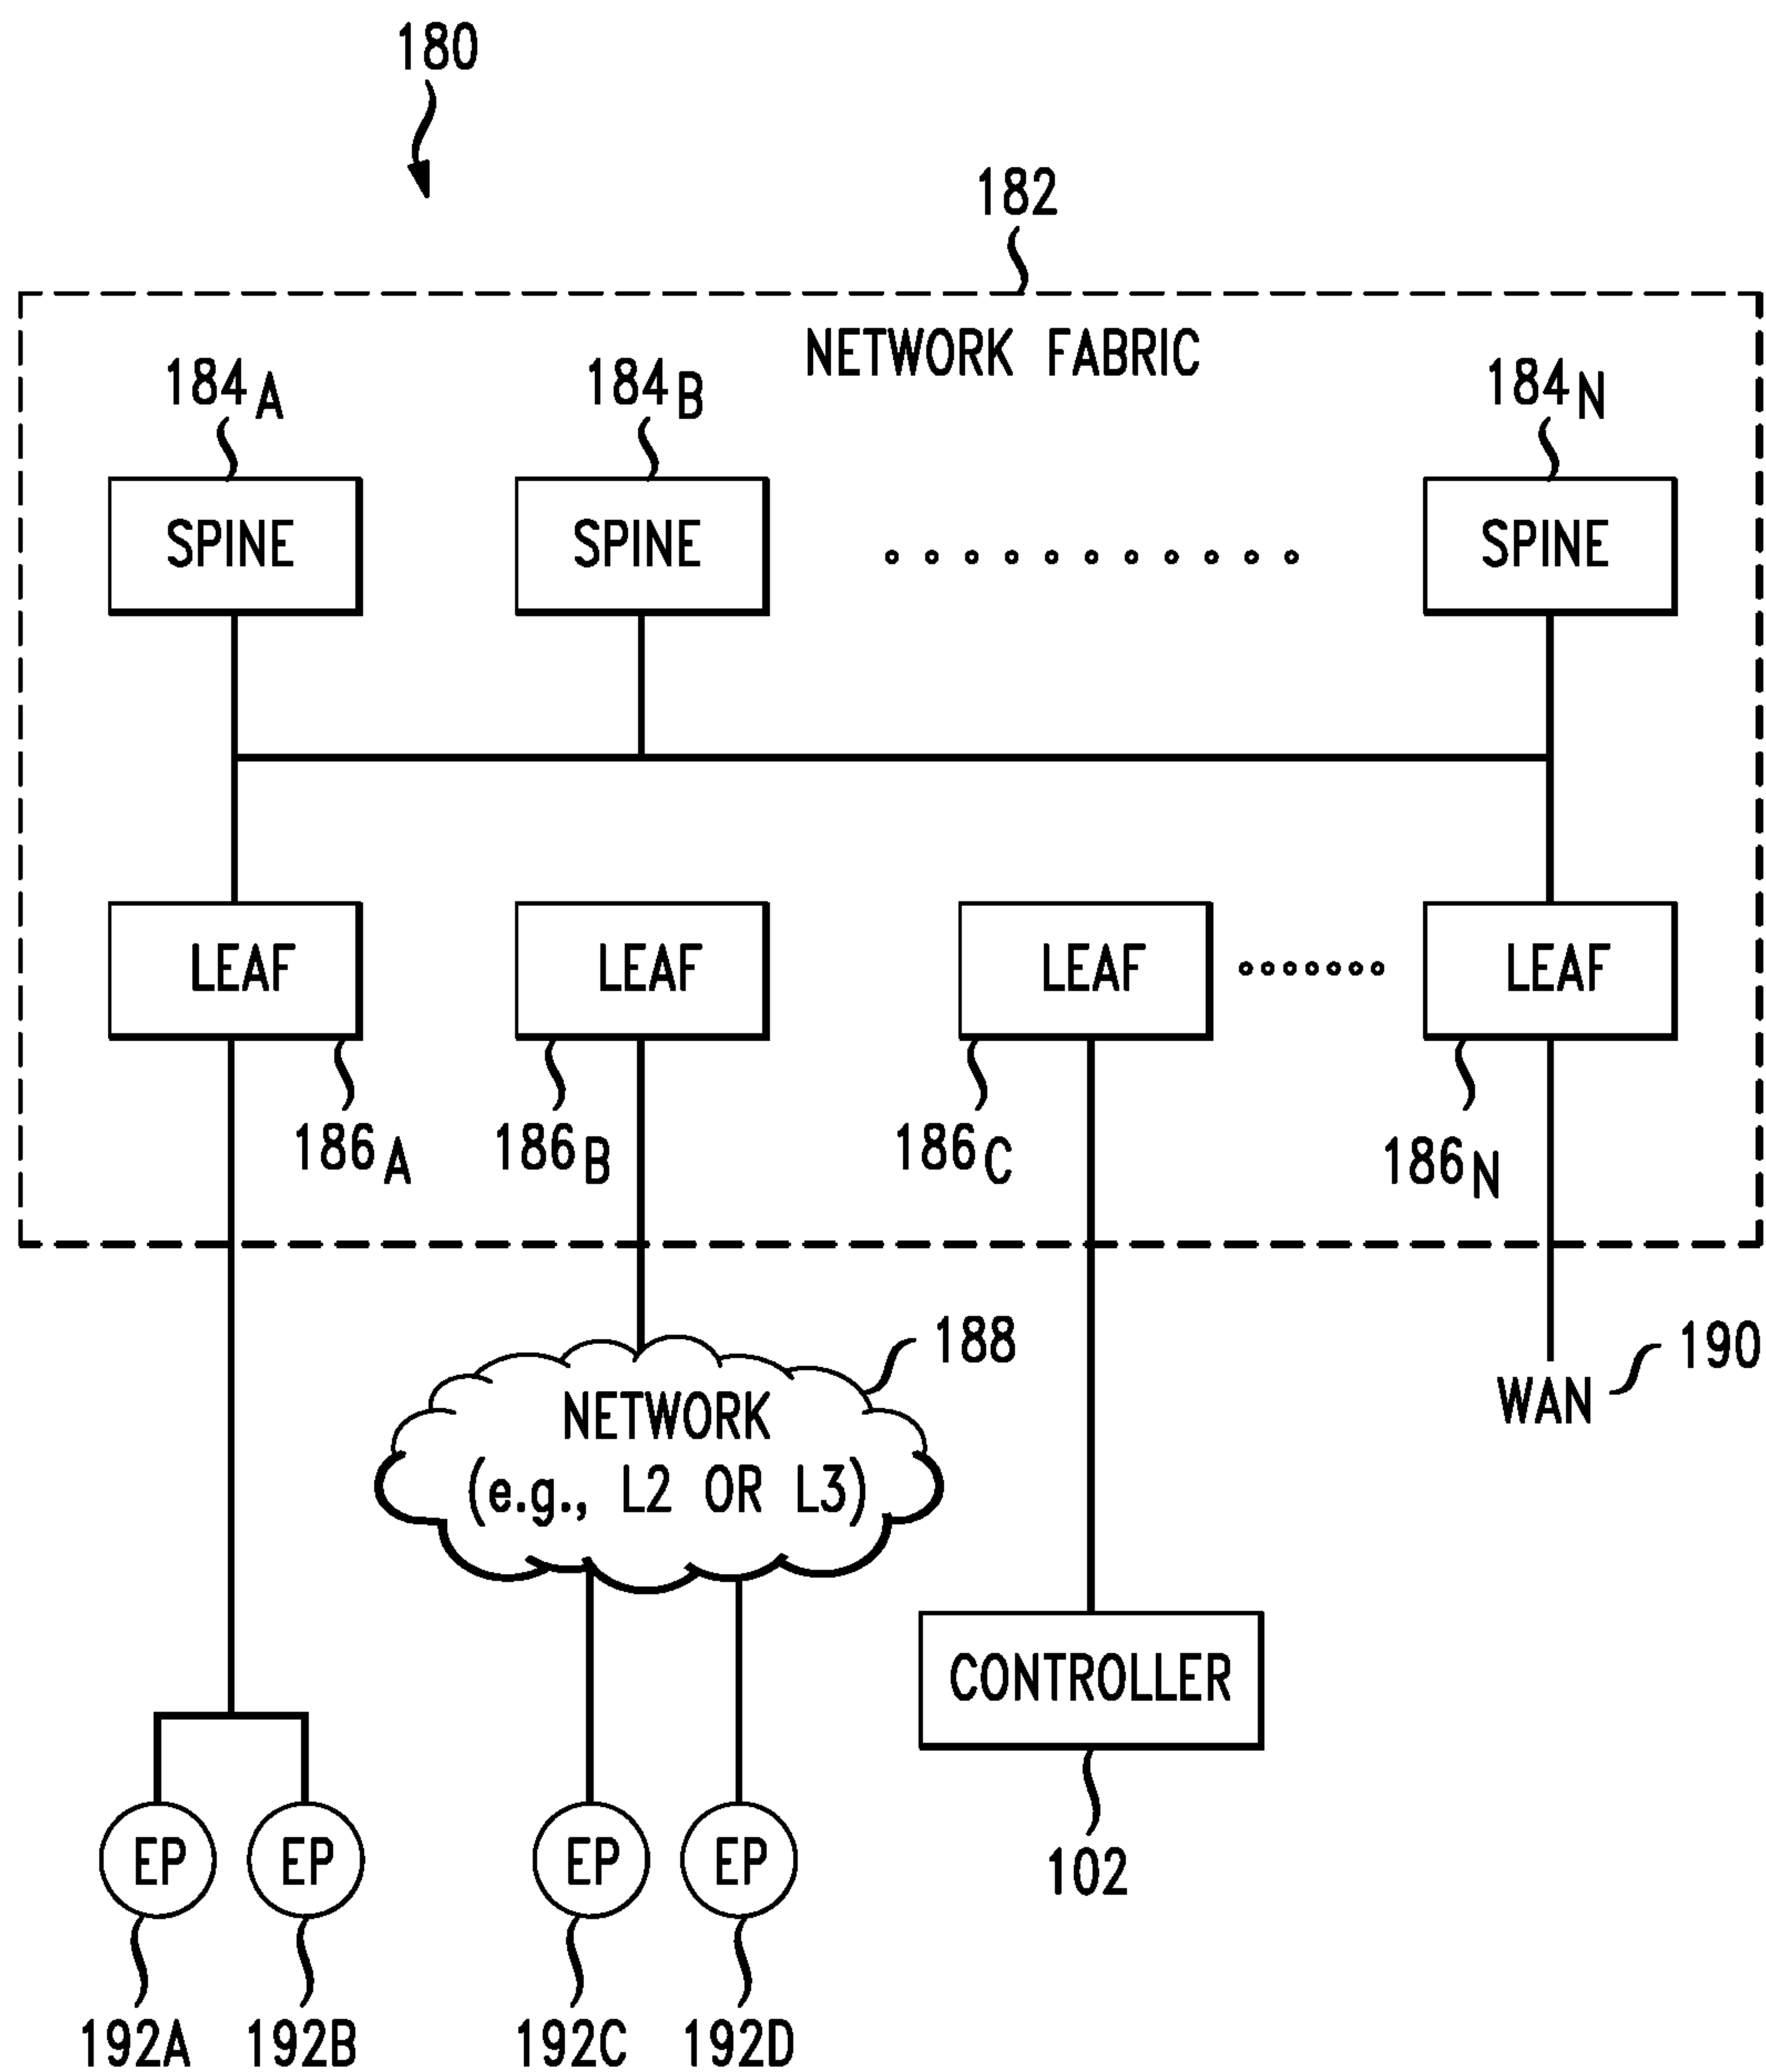 180
182
NETWORK FABRIC
184A 184B 184N
SPINE SPINE SPINE
LEAF LEAF LEAF LEAF
186A 186B 186C 186N
188
190
NETWORK
WAN
(e.g., L2 OR L3)
CONTROLLER
EP EP EP EP
102
192A 192B 192C 192D